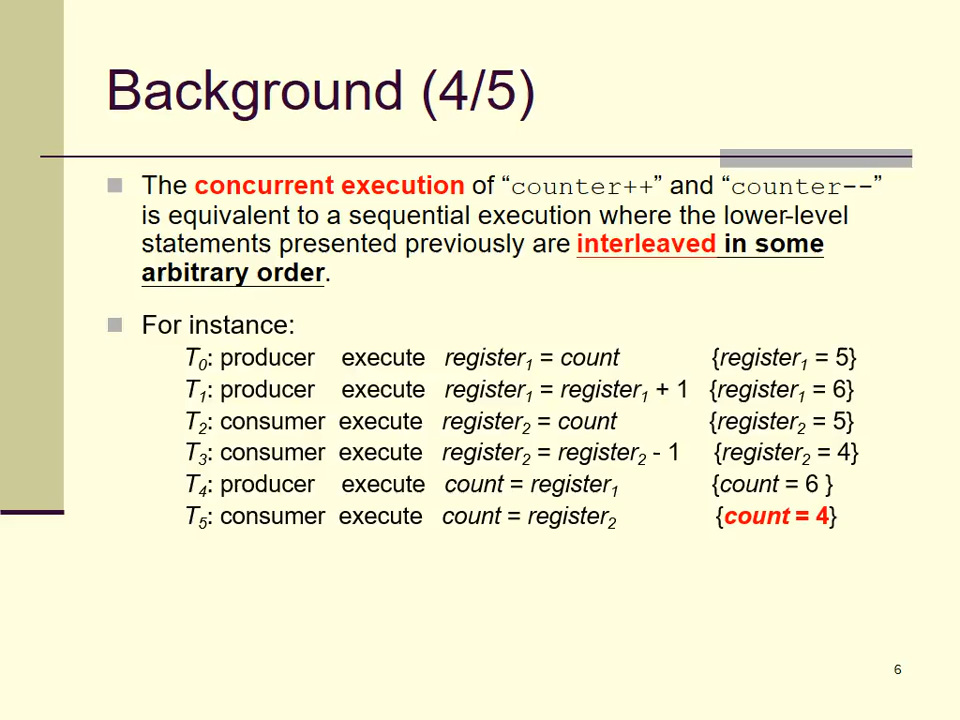 Background (4/5)
The concurrent execution of “counter++” and “counter--”
is equivalent to a sequential execution where the lower-level
statements presented previously are interleaved in some
arbitrary order.
For instance:
T0: producer execute register1 = count {register1 = 5}
T1: producer execute register1 = register1 + 1 {register1 = 6}
T2: consumer execute register2 = count {register2 = 5}
T3: consumer execute register2 = register2 - 1 {register2 = 4}
T4: producer execute count = register1 {count = 6 }
T5: consumer execute count = register2 {count = 4}
6